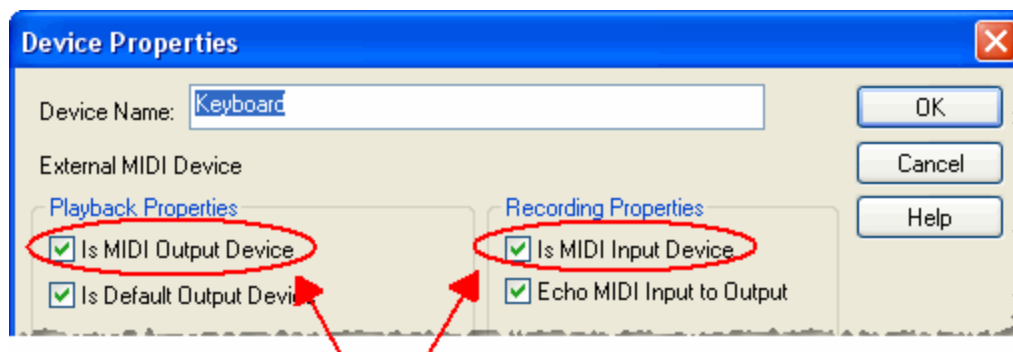 Device Properties
Device Name: Keyboard
OK
External MIDI Device
Cancel
Playback Properties
Recording Properties
Help
Is MIDI Output Device
Is MIDI Input Device
Is Default Output Device
Echo MIDI Input to Output